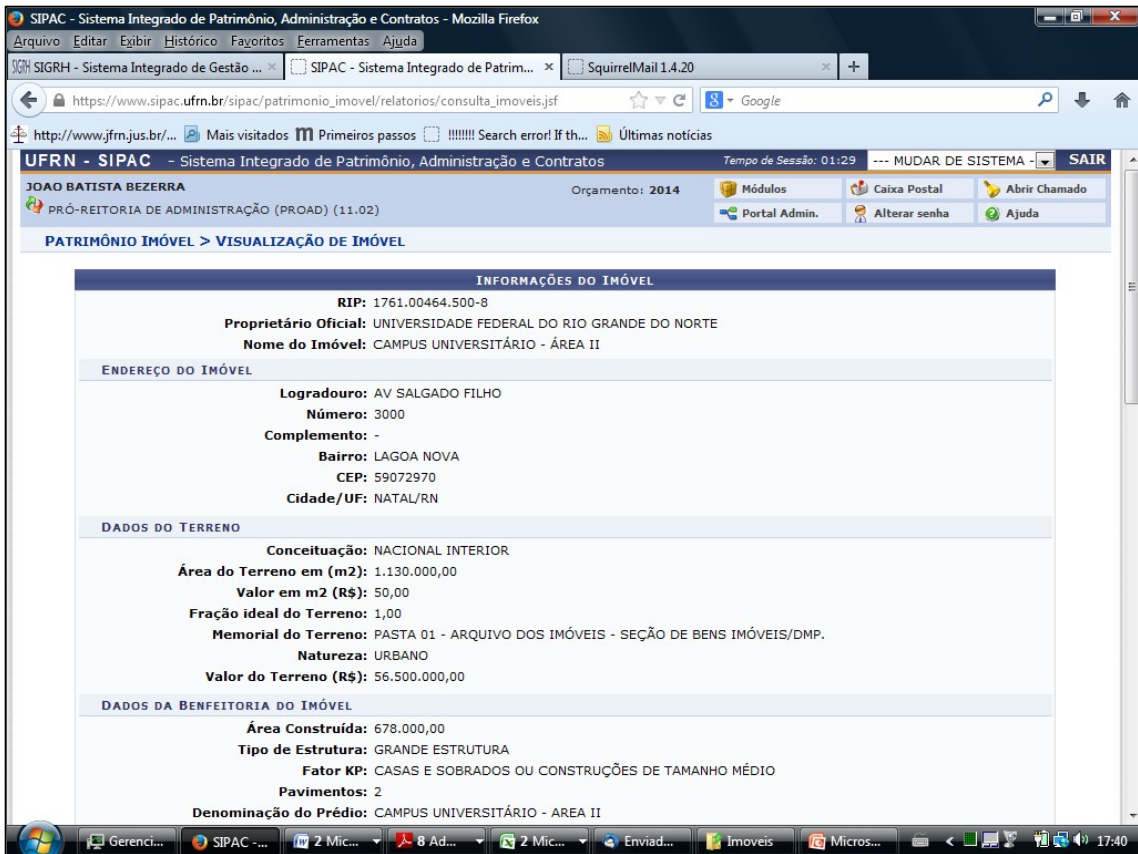 SIPAC - Sistema Integrado de Patrimônio, Administração e Contratos - Mozilla Firefox
Arquivo Editar Exibir Histórico Favoritos Ferramentas Ajuda
SIGRH - Sistema Integrado de Gestão ... × SIPAC - Sistema Integrado de Patrim... × SquirrelMail 1.4.20 × +
https://www.sipac.ufrn.br/sipac/patrimonio_imovel/relatorios/consulta_imoveis.jsf Google
http://www.jfrn.jus.br/... Mais visitados Primeiros passos !!!!!!!! Search error! If th... Últimas notícias
UFRN - SIPAC - Sistema Integrado de Patrimônio, Administração e Contratos Tempo de Sessão: 01:29 --- MUDAR DE SISTEMA - SAIR
JOAO BATISTA BEZERRA Orçamento: 2014 Módulos Caixa Postal Abrir Chamado
PRÓ-REITORIA DE ADMINISTRAÇÃO (PROAD) (11.02) Portal Admin. Alterar senha Ajuda
PATRIMÔNIO IMÓVEL > VISUALIZAÇÃO DE IMÓVEL
INFORMAÇÕES DO IMÓVEL
RIP: 1761.00464.500-8
Proprietário Oficial: UNIVERSIDADE FEDERAL DO RIO GRANDE DO NORTE
Nome do Imóvel: CAMPUS UNIVERSITÁRIO - ÁREA II
ENDEREÇO DO IMÓVEL
Logradouro: AV SALGADO FILHO
Número: 3000
Complemento: -
Bairro: LAGOA NOVA
CEP: 59072970
Cidade/UF: NATAL/RN
DADOS DO TERRENO
Conceituação: NACIONAL INTERIOR
Área do Terreno em (m2): 1.130.000,00
Valor em m2 (R$): 50,00
Fração ideal do Terreno: 1,00
Memorial do Terreno: PASTA 01 - ARQUIVO DOS IMÓVEIS - SEÇÃO DE BENS IMÓVEIS/DMP.
Natureza: URBANO
Valor do Terreno (R$): 56.500.000,00
DADOS DA BENFEITORIA DO IMÓVEL
Área Construída: 678.000,00
Tipo de Estrutura: GRANDE ESTRUTURA
Fator KP: CASAS E SOBRADOS OU CONSTRUÇÕES DE TAMANHO MÉDIO
Pavimentos: 2
Denominação do Prédio: CAMPUS UNIVERSITÁRIO - AREA II
Gerenci... SIPAC -... 2 Mic... 8 Ad... 2 Mic... Enviad... Imoveis Micros... 17:40